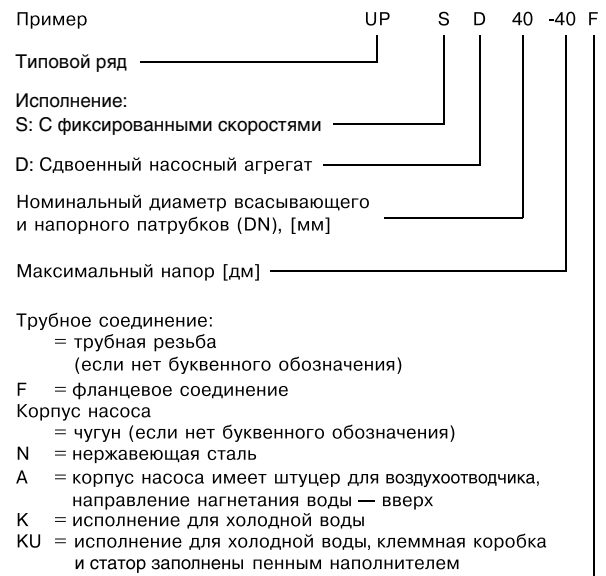 Пример UP S D 40 -40 F
Типовой ряд
Исполнение:
S: С фиксированными скоростями
D: Сдвоенный насосный агрегат
Номинальный диаметр всасывающего
и напорного патрубков (DN), [мм]
Максимальный напор [дм]
Трубное соединение:
= трубная резьба
(если нет буквенного обозначения)
F = фланцевое соединение
Корпус насоса
= чугун (если нет буквенного обозначения)
N = нержавеющая сталь
A = корпус насоса имеет штуцер для воздухоотводчика,
направление нагнетания воды — вверх
K = исполнение для холодной воды
KU = исполнение для холодной воды, клеммная коробка
и статор заполнены пенным наполнителем